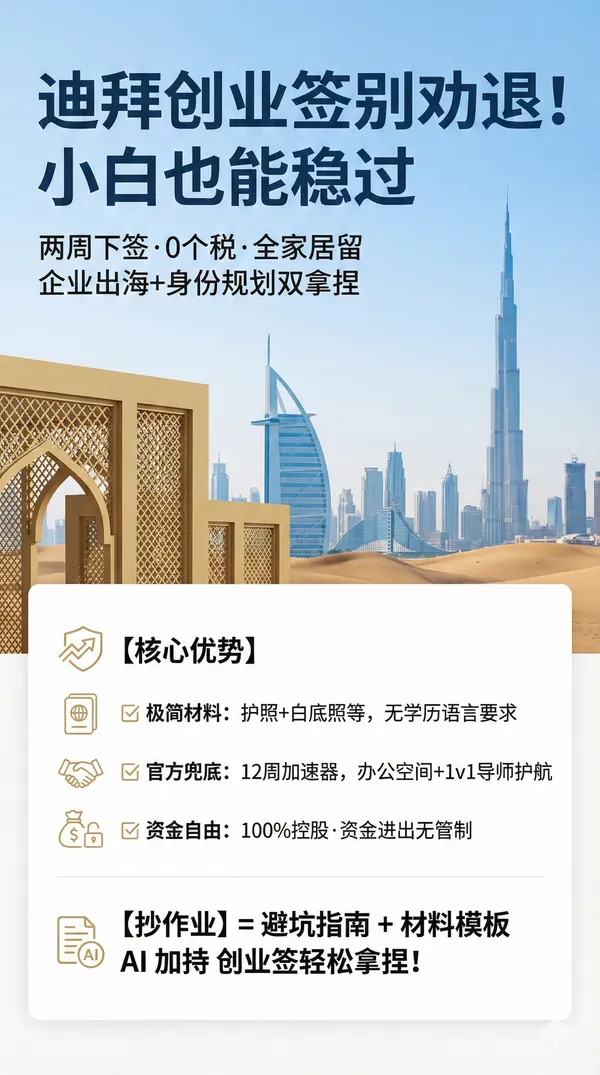 迪拜创业签别劝退！
小白也能稳过
两周下签·0个税·全家居留
企业出海+身份规划双拿捏
【核心优势】
极简材料：护照+白底照等，无学历语言要求
官方兜底：12周加速器，办公空间+1v1导师护航
资金自由：100%控股·资金进出无管制
【抄作业】= 避坑指南 + 材料模板
AI
AI 加持 创业签轻松拿捏！